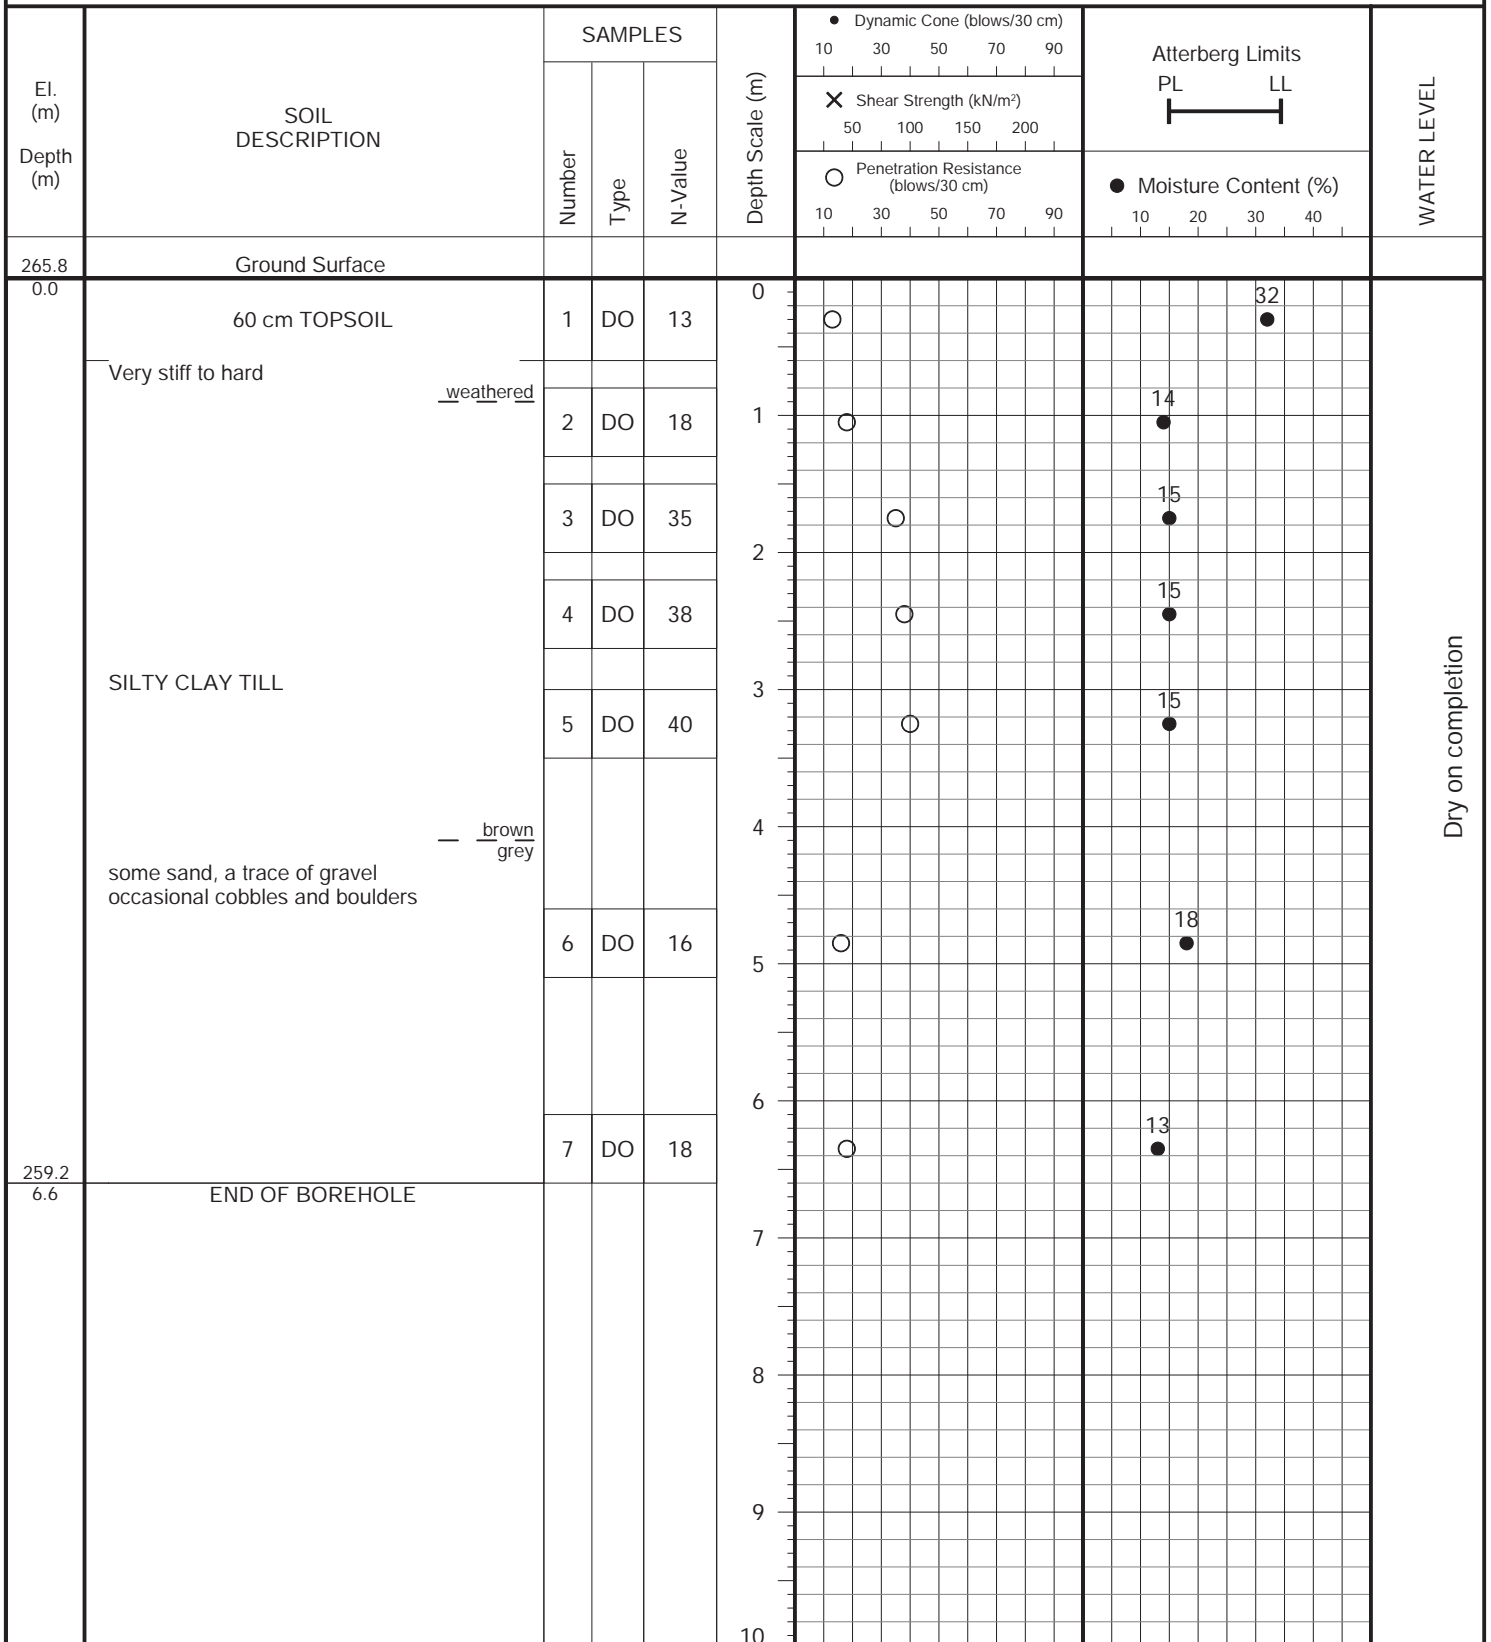 El.
(m)
Depth
(m)
SOIL
DESCRIPTION
SAMPLES
Number
Type
N-Value
Depth Scale (m)
Dynamic Cone (blows/30 cm)
10 30 50 70 90
Shear Strength (kN/m²)
50 100 150 200
Penetration Resistance
(blows/30 cm)
10 30 50 70 90
Atterberg Limits
PL LL
Moisture Content (%)
10 20 30 40
WATER LEVEL
265.8 Ground Surface
0.0
0
32
60 cm TOPSOIL 1 DO 13
Very stiff to hard
weathered
14
2 DO 18
1
15
3 DO 35
2
15
4 DO 38
SILTY CLAY TILL
3
15
5 DO 40
4
brown
grey
some sand, a trace of gravel
occasional cobbles and boulders
18
6 DO 16
5
6
13
7 DO 18
259.2
6.6 END OF BOREHOLE
7
8
9
10
Dry on completion